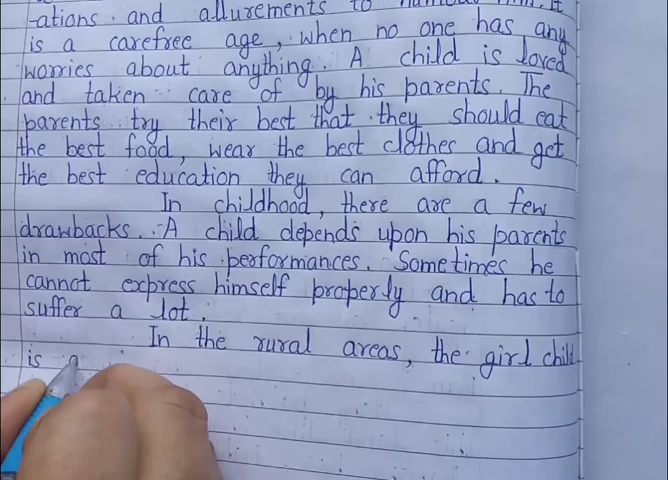 -ations and allurements to
is a carefree age, when no one has any
worries about anything. A child is loved
and taken care of by his parents. The
parents try their best that they should eat
the best food, wear the best clothes and get
the best education they can afford.
In childhood, there are a few
drawbacks. A child depends upon his parents
in most of his performances. Sometimes he
cannot express himself properly and has to
suffer a lot.
In the rural areas, the girl child
is a